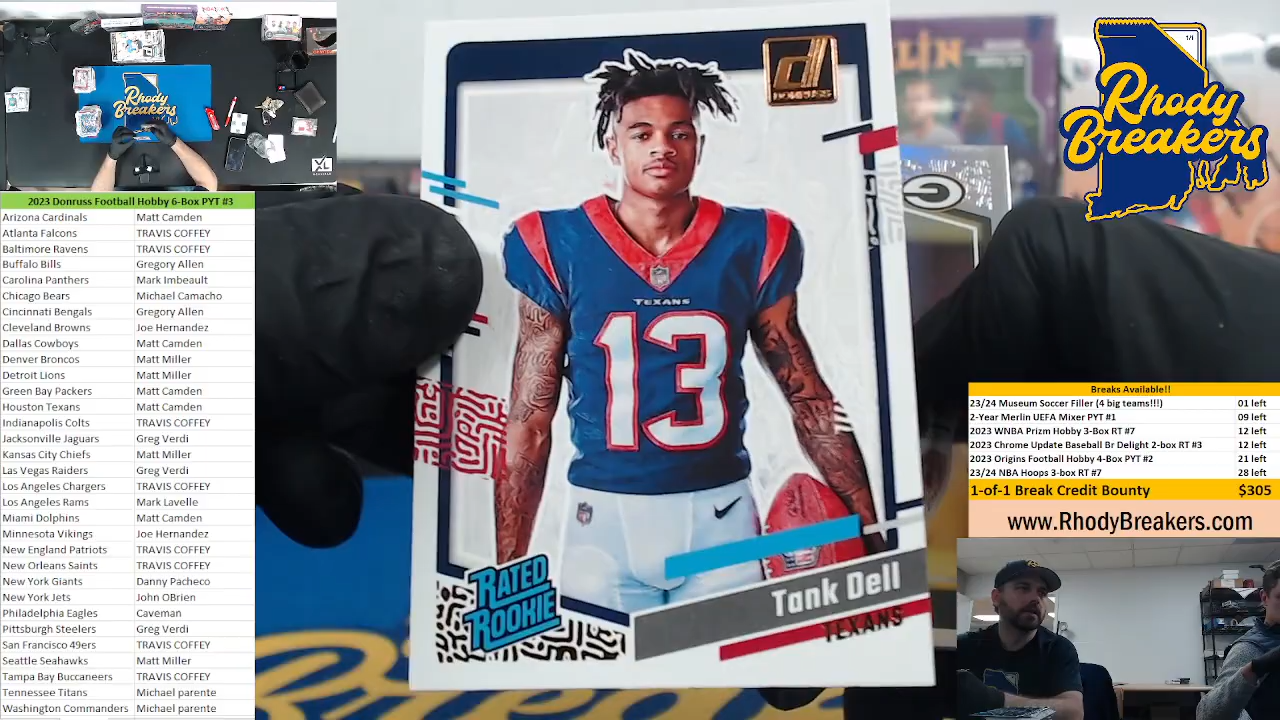 Rhody
Breakers
XL
2023 Donruss Football Hobby 6-Box PYT #3
Arizona Cardinals Matt Camden
Atlanta Falcons TRAVIS COFFEY
Baltimore Ravens TRAVIS COFFEY
Buffalo Bills Gregory Allen
Carolina Panthers Mark Imbeault
Chicago Bears Michael Camacho
Cincinnati Bengals Gregory Allen
Cleveland Browns Joe Hernandez
Dallas Cowboys Matt Camden
Denver Broncos Matt Miller
Detroit Lions Matt Miller
Green Bay Packers Matt Camden
Houston Texans Matt Camden
Indianapolis Colts TRAVIS COFFEY
Jacksonville Jaguars Greg Verdi
Kansas City Chiefs Matt Camden
Las Vegas Raiders Greg Verdi
Los Angeles Chargers TRAVIS COFFEY
Los Angeles Rams Mark Lavelle
Miami Dolphins Matt Camden
Minnesota Vikings Joe Hernandez
New England Patriots TRAVIS COFFEY
New Orleans Saints TRAVIS COFFEY
New York Giants Danny Pacheco
New York Jets John OBrien
Philadelphia Eagles Caveman
Pittsburgh Steelers Greg Verdi
San Francisco 49ers TRAVIS COFFEY
Seattle Seahawks Matt Miller
Tampa Bay Buccaneers TRAVIS COFFEY
Tennessee Titans Michael parente
Washington Commanders Michael parente
d
DONRUSS
TEXANS
13
RATED
ROOKIE
Tank Dell
TEXANS
G
1/1
Rhody
Breakers
Breaks Available!!
23/24 Museum Soccer Filler (4 big teams!!!) 01 left
2-Year Merlin UEFA Mixer PYT #1 09 left
2023 WNBA Prizm Hobby 3-Box RT #7 12 left
2023 Chrome Update Baseball Br Delight 2-box RT #3 12 left
2023 Origins Football Hobby 4-Box PYT #2 21 left
23/24 NBA Hoops 3-box RT #7 28 left
1-of-1 Break Credit Bounty $305
www.RhodyBreakers.com